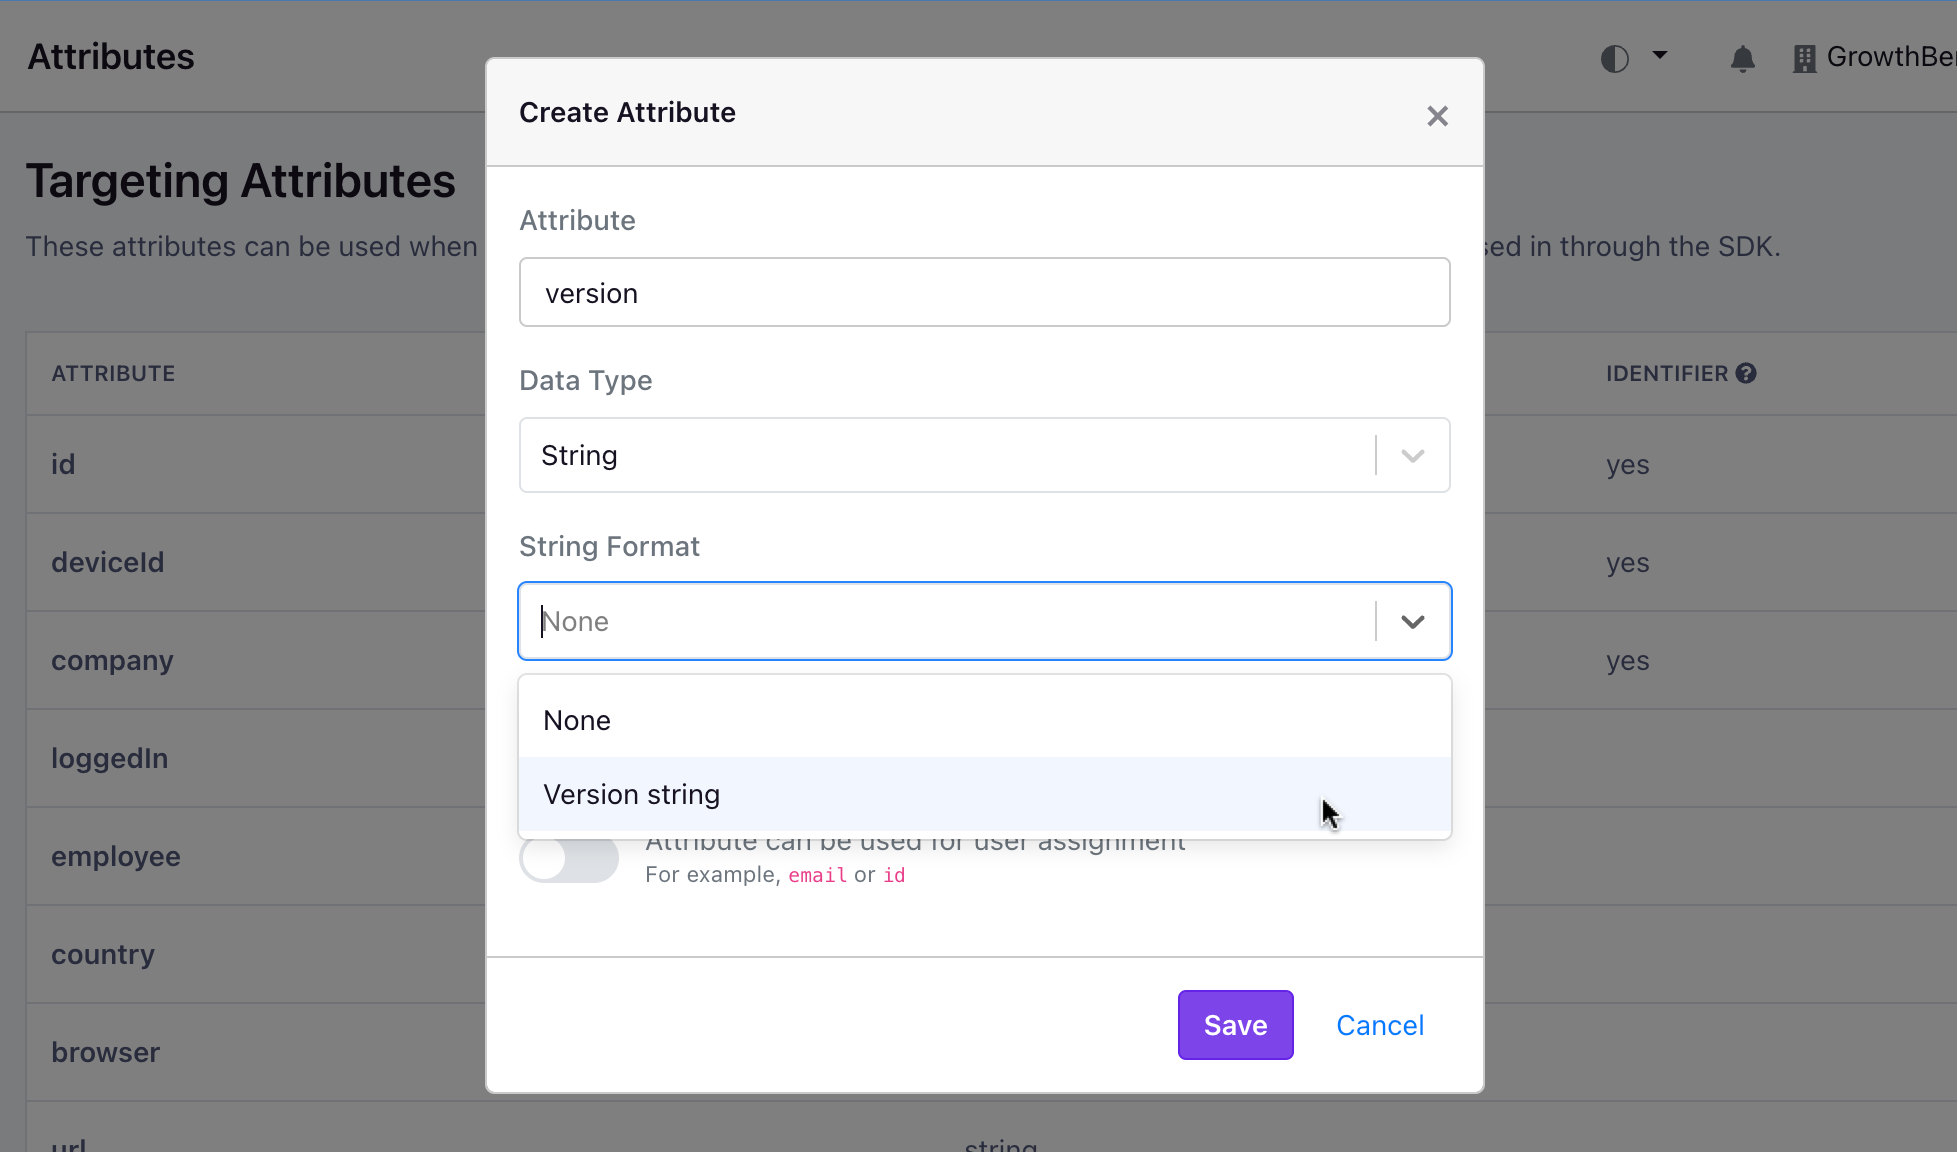 Attributes
GrowthBe
Create Attribute
Targeting Attributes
These attributes can be used when
sed in through the SDK.
Attribute
version
ATTRIBUTE
IDENTIFIER
Data Type
String
id
yes
String Format
deviceId
yes
None
company
yes
None
loggedIn
Version string
Attribute can be used for user assignment
For example, email or id
employee
country
Save
Cancel
browser
url
string